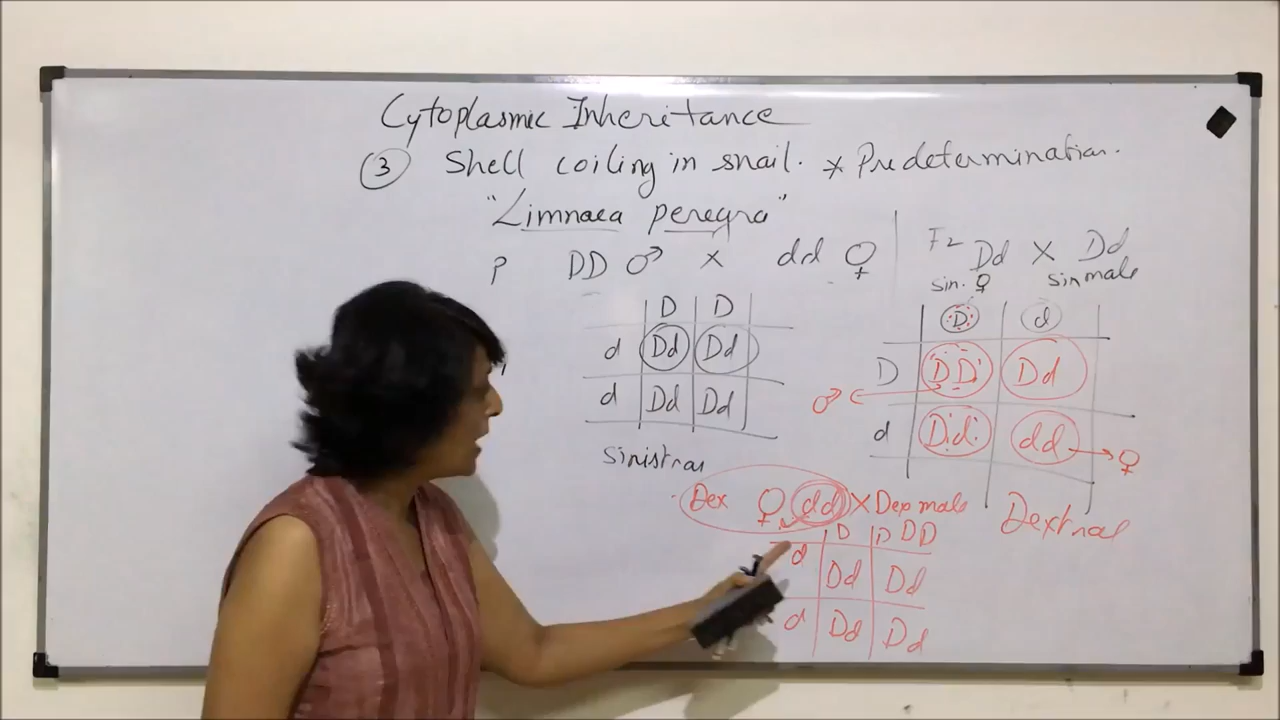 Cytoplasmic Inheritance
③ Shell coiling in snail. * Predetermination.
"Limnaea peregra"
P DD ♂ × dd ♀
D D
d Dd Dd
d Dd Dd
sinistral
F2 Dd × Dd
sin. ♀ sin male
D d
D DD Dd
♂
d Dd dd → ♀
Dextral
Dex ♀ dd × Dex male
DD
D D
d Dd Dd
d Dd Dd